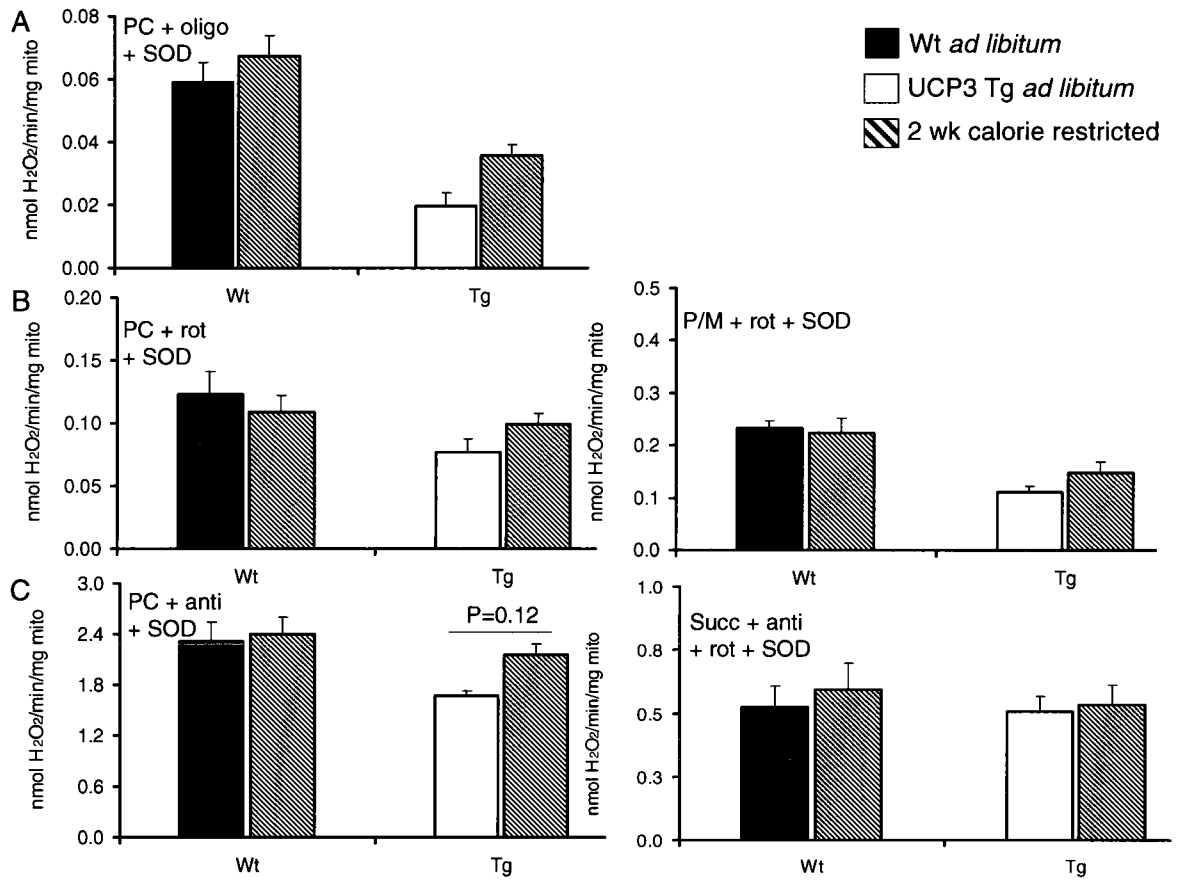 A
PC + oligo
+ SOD
nmol H₂O₂/min/mg mito
0.08
0.06
0.04
0.02
0.00
Wt
Tg
Wt ad libitum
UCP3 Tg ad libitum
2 wk calorie restricted
B
PC + rot
+ SOD
nmol H₂O₂/min/mg mito
0.20
0.15
0.10
0.05
0.00
Wt
Tg
P/M + rot + SOD
nmol H₂O₂/min/mg mito
0.5
0.4
0.3
0.2
0.1
0.0
Wt
Tg
C
PC + anti
+ SOD
P=0.12
nmol H₂O₂/min/mg mito
3.0
2.4
1.8
1.2
0.6
0.0
Wt
Tg
Succ + anti
+ rot + SOD
nmol H₂O₂/min/mg mito
1.0
0.8
0.5
0.3
0.0
Wt
Tg